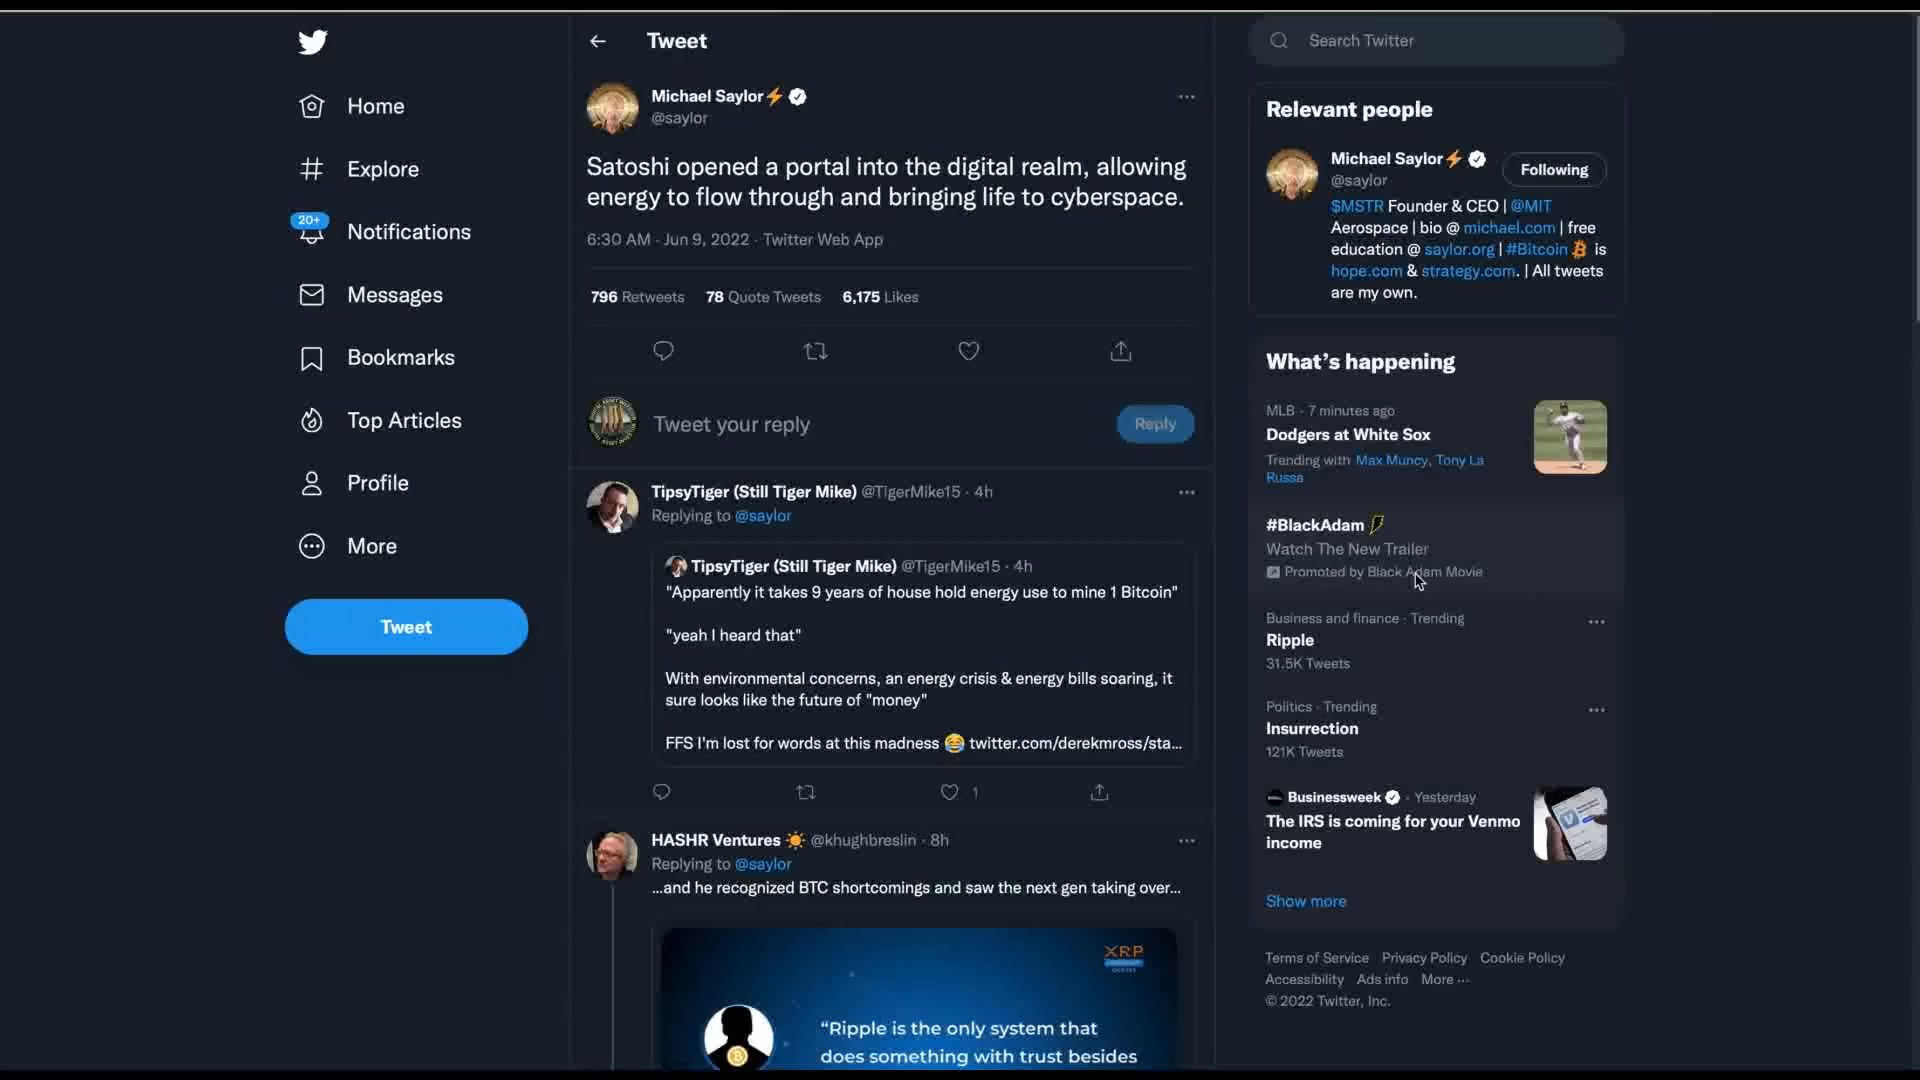 Home
Explore
20+
Notifications
Messages
Bookmarks
Top Articles
Profile
More
Tweet
Tweet
Michael Saylor⚡
@saylor
Satoshi opened a portal into the digital realm, allowing
energy to flow through and bringing life to cyberspace.
6:30 AM · Jun 9, 2022 · Twitter Web App
796 Retweets 78 Quote Tweets 6,175 Likes
Tweet your reply
Reply
TipsyTiger (Still Tiger Mike) @TigerMike15 · 4h
Replying to @saylor
TipsyTiger (Still Tiger Mike) @TigerMike15 · 4h
"Apparently it takes 9 years of house hold energy use to mine 1 Bitcoin"
"yeah I heard that"
With environmental concerns, an energy crisis & energy bills soaring, it
sure looks like the future of "money"
FFS I'm lost for words at this madness 😂 twitter.com/derekmross/sta...
1
HASHR Ventures ☀️ @khughbreslin · 8h
Replying to @saylor
...and he recognized BTC shortcomings and saw the next gen taking over...
XRP
QUOTES
“Ripple is the only system that
does something with trust besides
Search Twitter
Relevant people
Michael Saylor⚡
@saylor
Following
$MSTR Founder & CEO | @MIT
Aerospace | bio @ michael.com | free
education @ saylor.org | #Bitcoin is
hope.com & strategy.com. | All tweets
are my own.
What’s happening
MLB · 7 minutes ago
Dodgers at White Sox
Trending with Max Muncy, Tony La
Russa
#BlackAdam
Watch The New Trailer
Promoted by Black Adam Movie
Business and finance · Trending
Ripple
31.5K Tweets
Politics · Trending
Insurrection
121K Tweets
Businessweek · Yesterday
The IRS is coming for your Venmo
income
Show more
Terms of Service Privacy Policy Cookie Policy
Accessibility Ads info More ···
© 2022 Twitter, Inc.